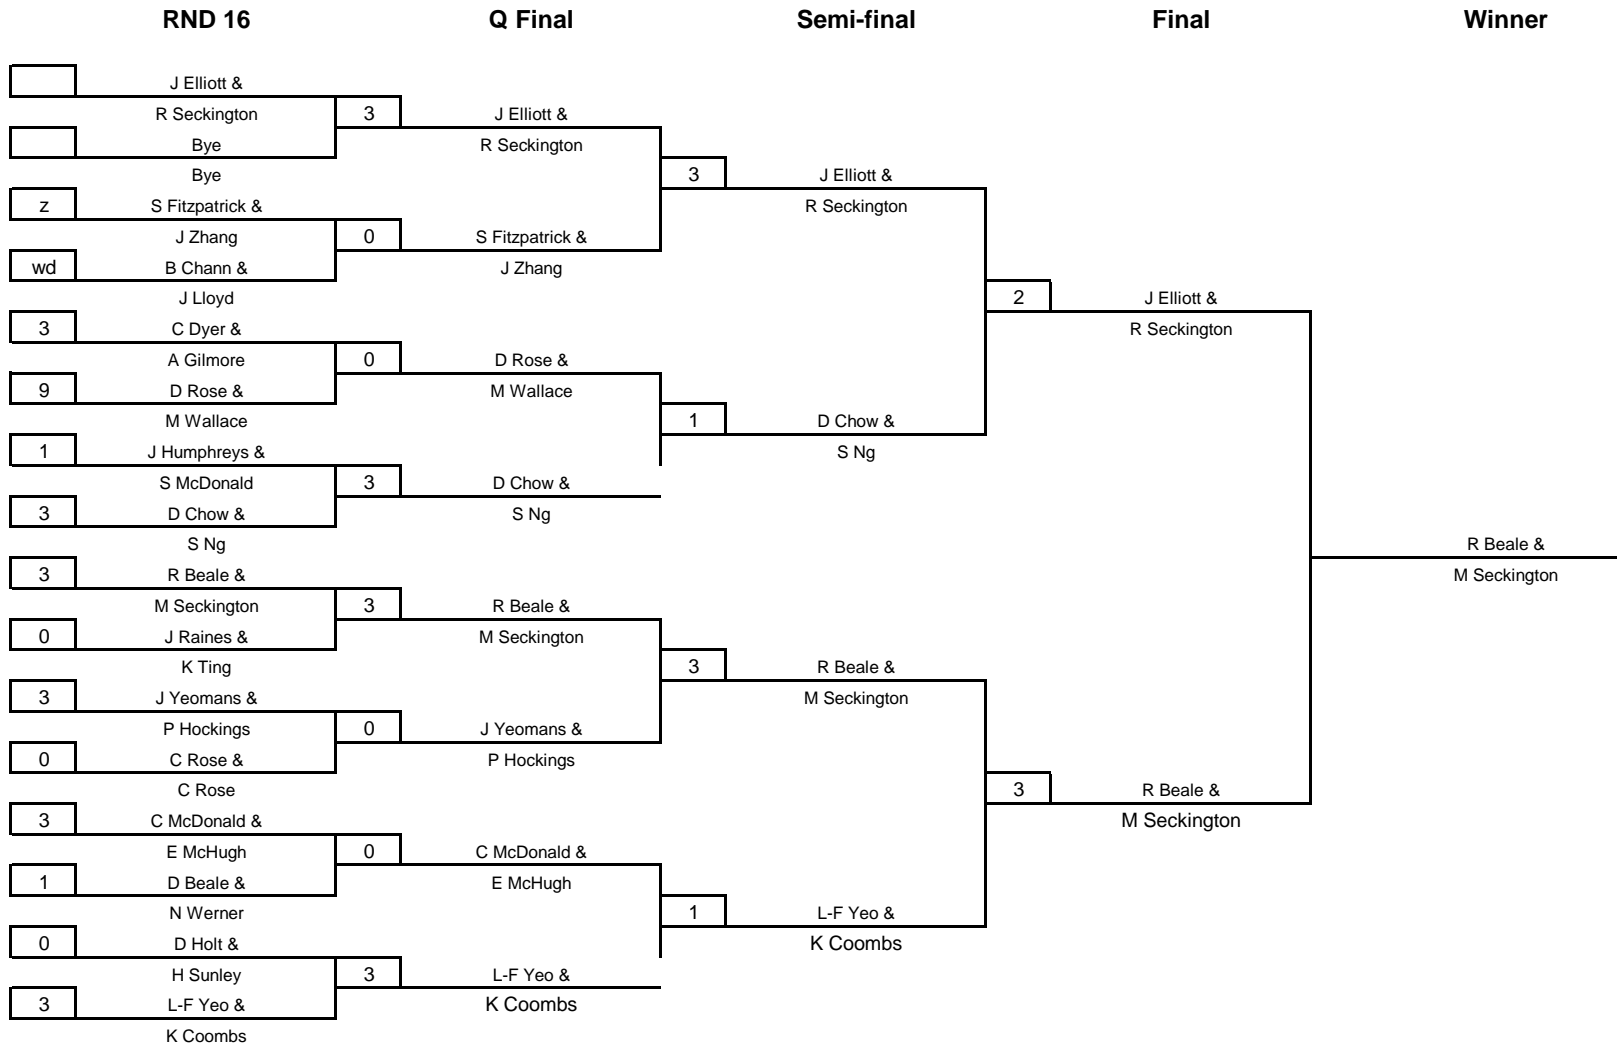 RND 16 Q Final Semi-final Final Winner
J Elliott &
R Seckington 3 J Elliott &
Bye R Seckington
Bye 3 J Elliott &
z S Fitzpatrick & R Seckington
J Zhang 0 S Fitzpatrick &
wd B Chann & J Zhang
J Lloyd 2 J Elliott &
3 C Dyer & R Seckington
A Gilmore 0 D Rose &
9 D Rose & M Wallace
M Wallace 1 D Chow &
1 J Humphreys & S Ng
S McDonald 3 D Chow &
3 D Chow & S Ng
S Ng R Beale &
3 R Beale & M Seckington
M Seckington 3 R Beale &
0 J Raines & M Seckington
K Ting 3 R Beale &
3 J Yeomans & M Seckington
P Hockings 0 J Yeomans &
0 C Rose & P Hockings
C Rose 3 R Beale &
3 C McDonald & M Seckington
E McHugh 0 C McDonald &
1 D Beale & E McHugh
N Werner 1 L-F Yeo &
0 D Holt & K Coombs
H Sunley 3 L-F Yeo &
3 L-F Yeo & K Coombs
K Coombs